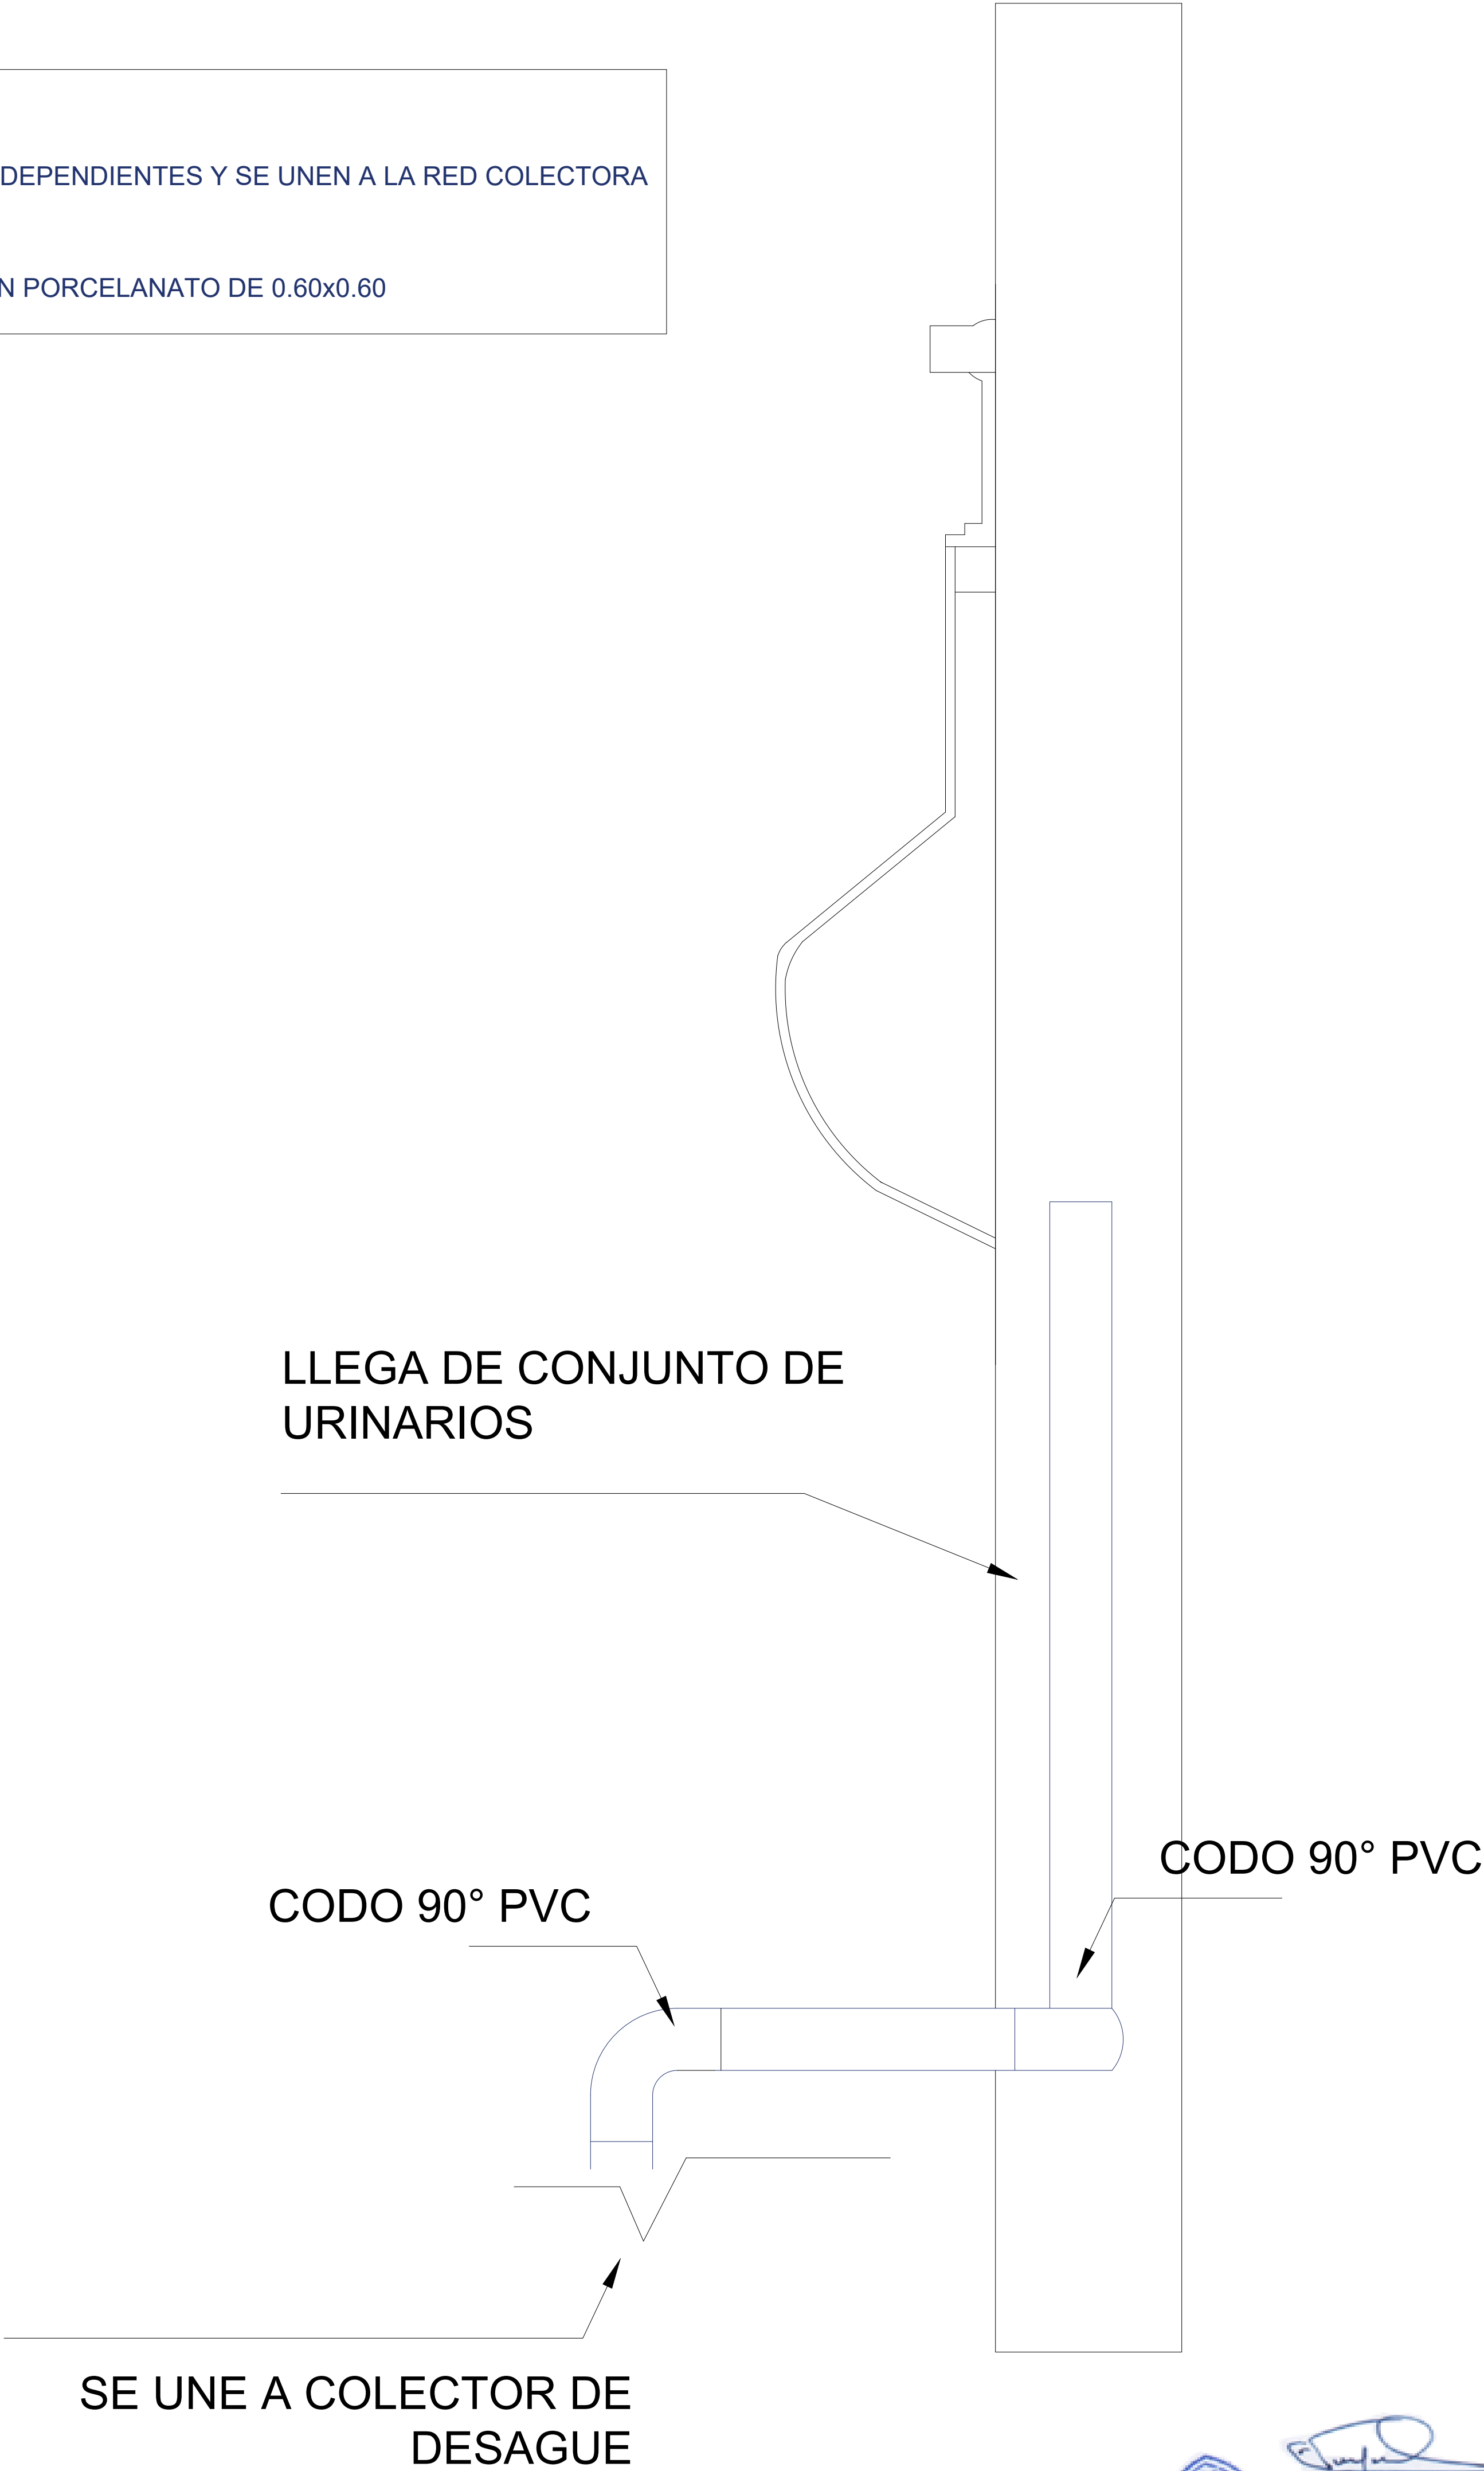 DEPENDIENTES Y SE UNEN A LA RED COLECTORA
N PORCELANATO DE 0.60x0.60
LLEGA DE CONJUNTO DE
URINARIOS
CODO 90° PVC
CODO 90° PVC
SE UNE A COLECTOR DE
DESAGUE